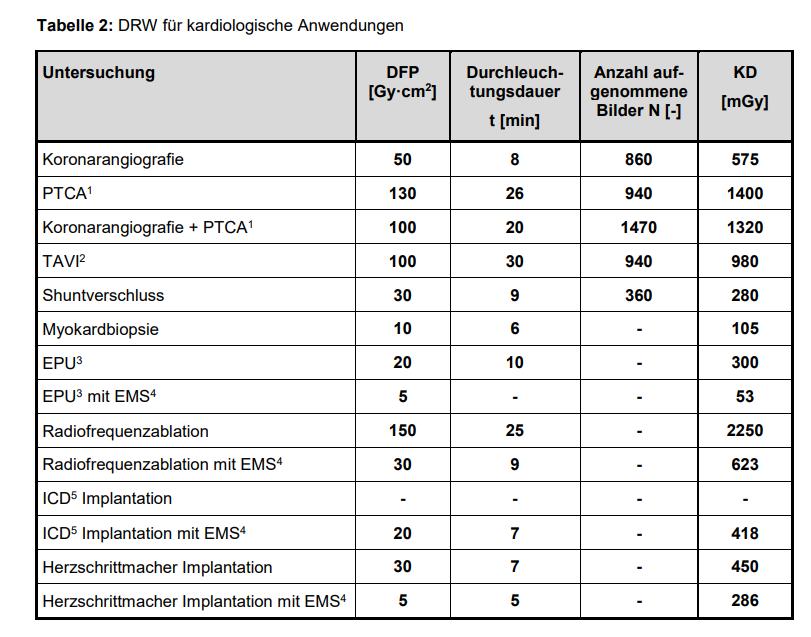 Tabelle 2: DRW für kardiologische Anwendungen
Untersuchung DFP [Gy·cm²] Durchleuch-tungsdauer t [min] Anzahl auf-genommene Bilder N [-] KD [mGy]
Koronarangiografie 50 8 860 575
PTCA¹ 130 26 940 1400
Koronarangiografie + PTCA¹ 100 20 1470 1320
TAVI² 100 30 940 980
Shuntverschluss 30 9 360 280
Myokardbiopsie 10 6 - 105
EPU³ 20 10 - 300
EPU³ mit EMS⁴ 5 - - 53
Radiofrequenzablation 150 25 - 2250
Radiofrequenzablation mit EMS⁴ 30 9 - 623
ICD⁵ Implantation - - - -
ICD⁵ Implantation mit EMS⁴ 20 7 - 418
Herzschrittmacher Implantation 30 7 - 450
Herzschrittmacher Implantation mit EMS⁴ 5 5 - 286